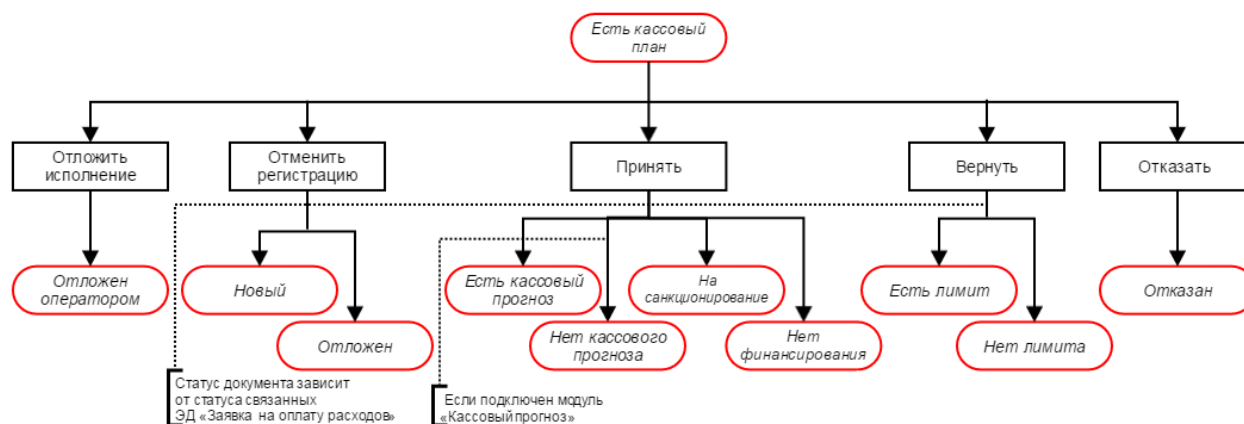 Есть кассовый
план
Отложить
исполнение
Отменить
регистрацию
Принять
Вернуть
Отказать
Отложен
оператором
Новый
Есть кассовый
прогноз
На
санкционирование
Есть лимит
Отказан
Отложен
Нет кассового
прогноза
Нет
финансирования
Нет лимита
Статус документа зависит
от статуса связанных
ЭД «Заявка на оплату расходов»
Если подключен модуль
«Кассовый прогноз»